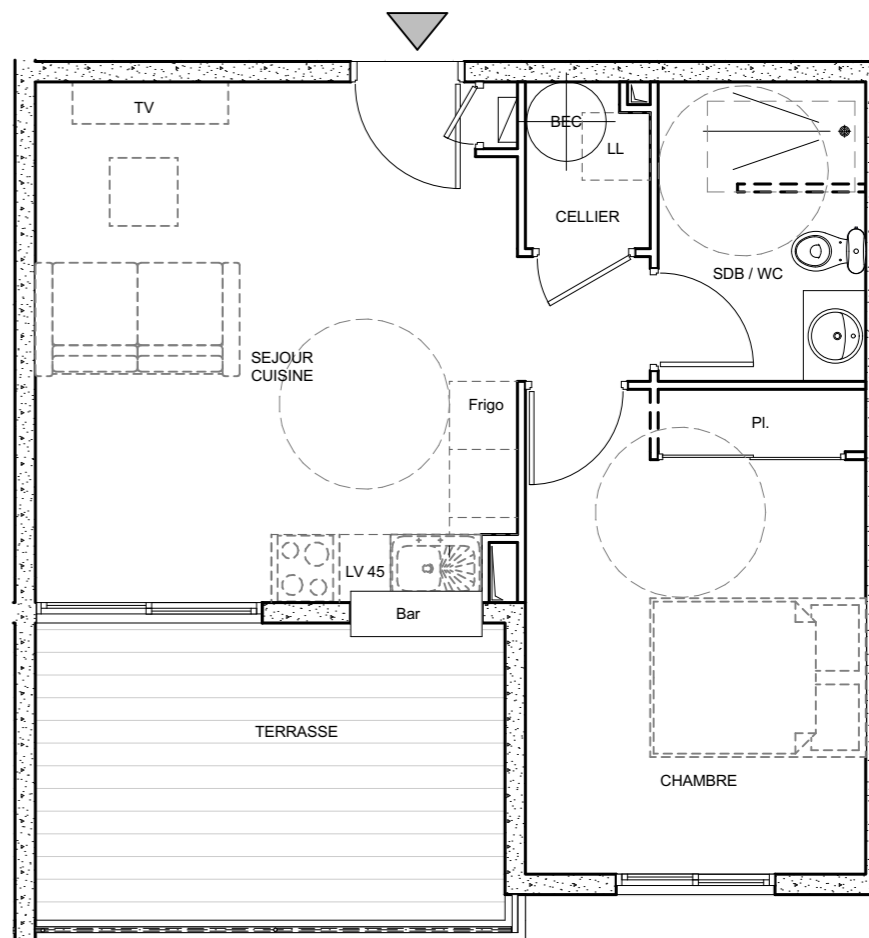 TV
BEC
LL
CELLIER
SDB / WC
SEJOUR
CUISINE
Frigo
Pl.
LV 45
Bar
TERRASSE
CHAMBRE